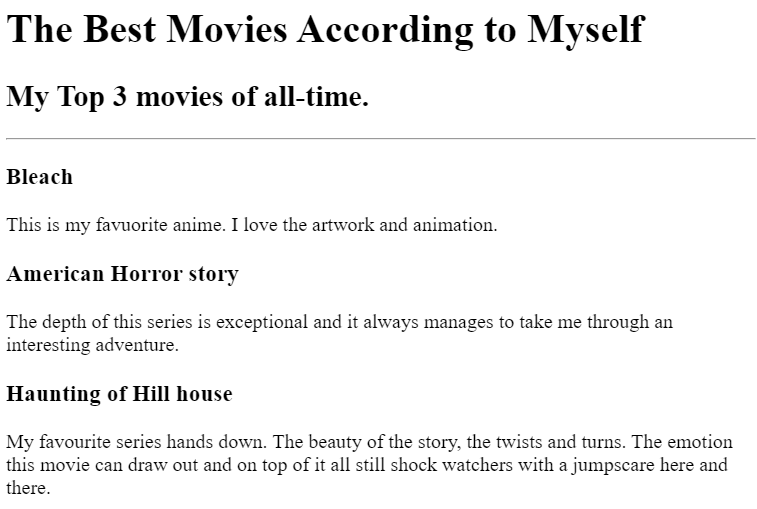 The Best Movies According to Myself
My Top 3 movies of all-time.
Bleach
This is my favuorite anime. I love the artwork and animation.
American Horror story
The depth of this series is exceptional and it always manages to take me through an
interesting adventure.
Haunting of Hill house
My favourite series hands down. The beauty of the story, the twists and turns. The emotion
this movie can draw out and on top of it all still shock watchers with a jumpscare here and
there.